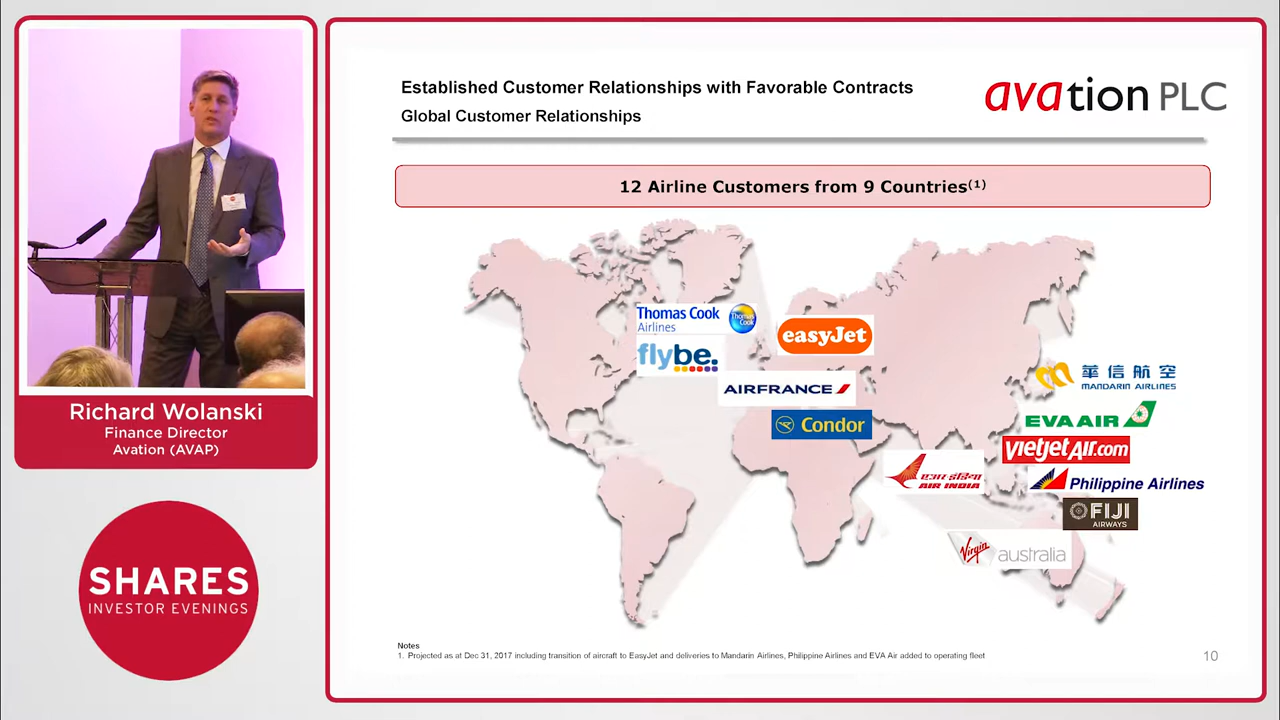 Richard Wolanski
Finance Director
Avation (AVAP)
SHARES
INVESTOR EVENINGS
Established Customer Relationships with Favorable Contracts
Global Customer Relationships
avation PLC
12 Airline Customers from 9 Countries(1)
Thomas Cook
Airlines
Thomas Cook
easyJet
flybe.
AIRFRANCE
Condor
華信航空
MANDARIN AIRLINES
EVA AIR
vietjetAir.com
एअर इंडिया
AIR INDIA
Philippine Airlines
FIJI
AIRWAYS
Virgin australia
Notes
1. Projected as at Dec 31, 2017 including transition of aircraft to EasyJet and deliveries to Mandarin Airlines, Philippine Airlines and EVA Air added to operating fleet
10